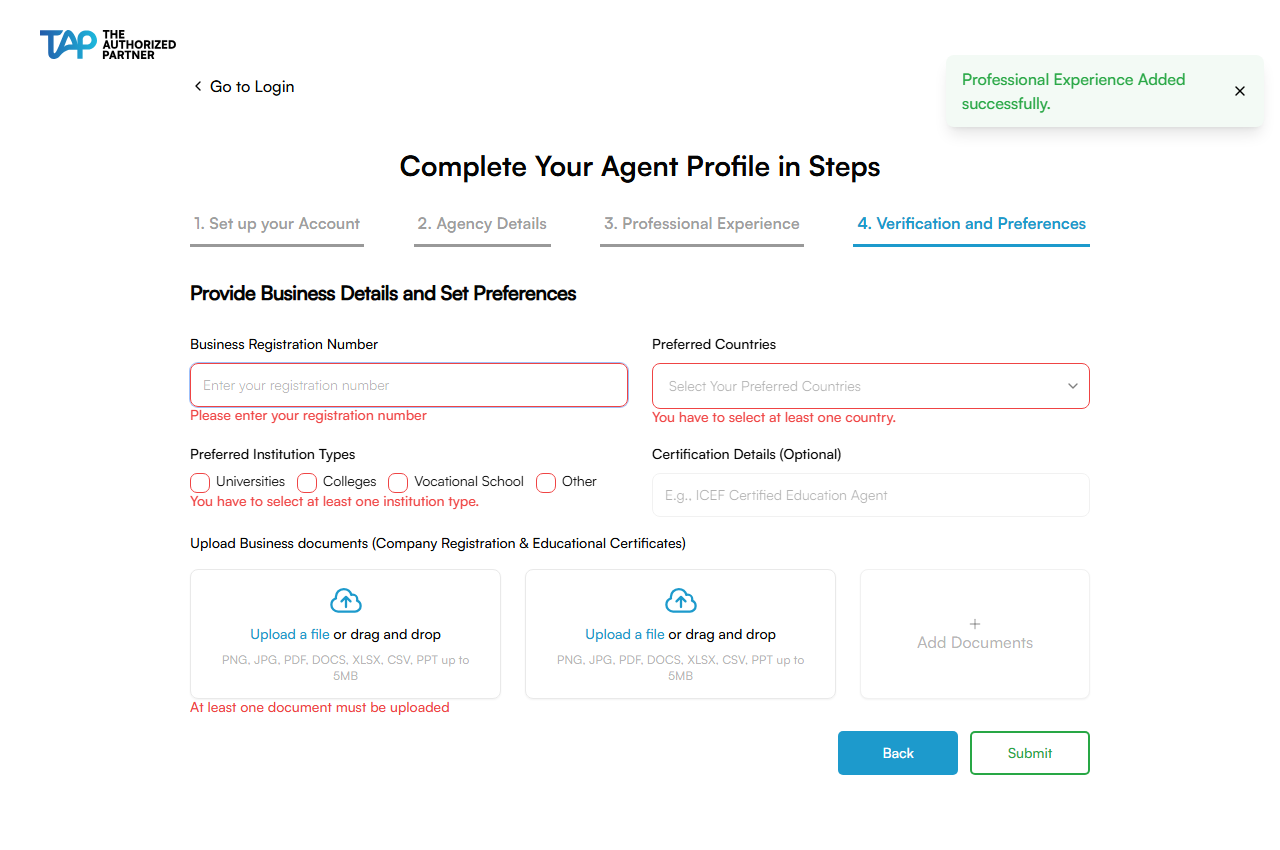 TAP THE
AUTHORIZED
PARTNER
Go to Login
Professional Experience Added
successfully.
Complete Your Agent Profile in Steps
1. Set up your Account
2. Agency Details
3. Professional Experience
4. Verification and Preferences
Provide Business Details and Set Preferences
Business Registration Number
Preferred Countries
Enter your registration number
Select Your Preferred Countries
Please enter your registration number
You have to select at least one country.
Preferred Institution Types
Certification Details (Optional)
Universities
Colleges
Vocational School
Other
E.g., ICEF Certified Education Agent
You have to select at least one institution type.
Upload Business documents (Company Registration & Educational Certificates)
Upload a file or drag and drop
PNG, JPG, PDF, DOCS, XLSX, CSV, PPT up to
5MB
Upload a file or drag and drop
PNG, JPG, PDF, DOCS, XLSX, CSV, PPT up to
5MB
Add Documents
At least one document must be uploaded
Back
Submit